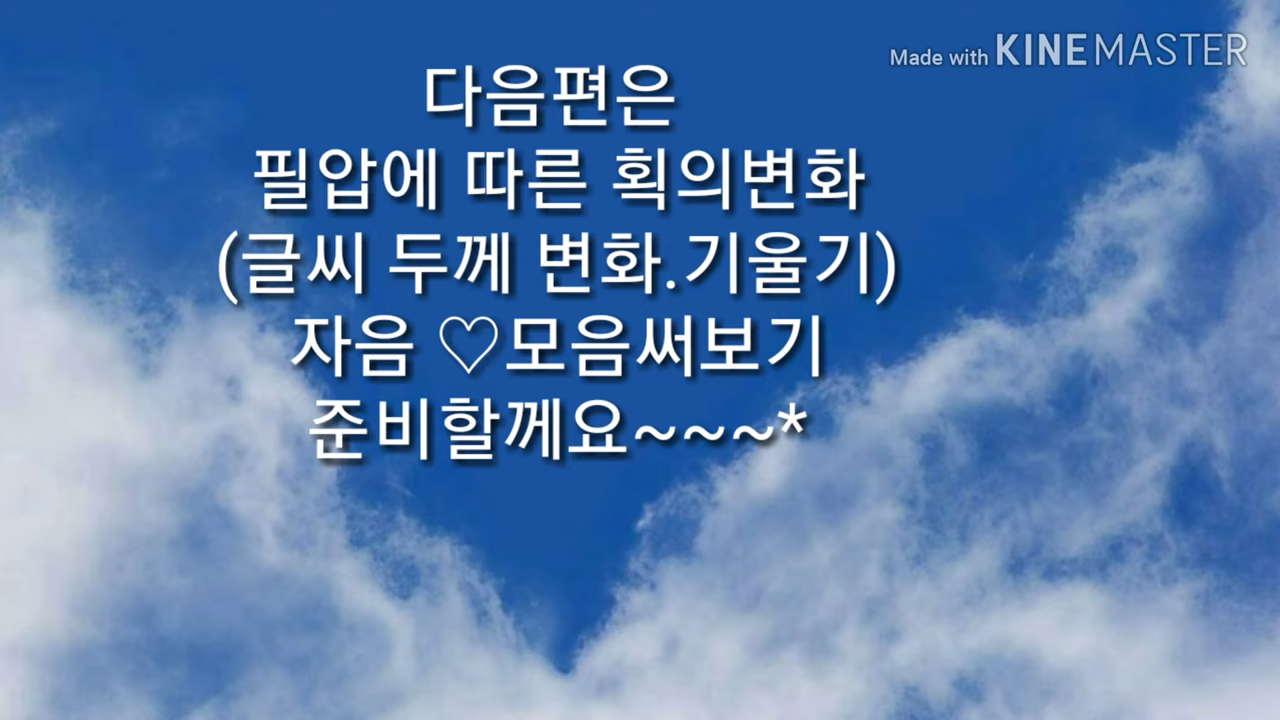 Made with KINEMASTER
다음편은
필압에 따른 획의변화
(글씨 두께 변화.기울기)
자음 ♡모음써보기
준비할께요~~~*